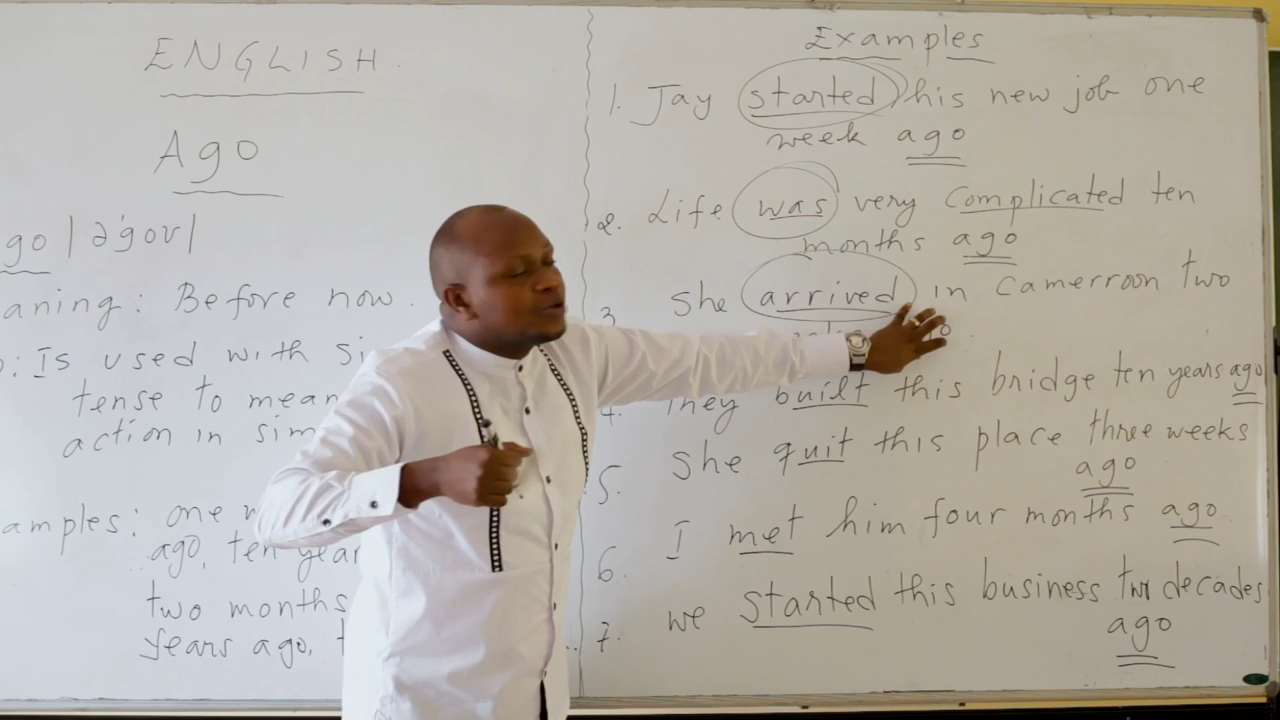 ENGLISH.
Ago
go | ə'gəʊ|
aning: Before now.
: Is used with si
tense to mean
action in sim
amples: one
ago, ten year
two months
years ago,
Examples
1. Jay started his new job one
week ago
2. Life was very complicated ten
months ago
3. She arrived in Camerroon two
4. They built this bridge ten years ago
5. She quit this place three weeks
ago
6. I met him four months ago
7. we started this business two decades
ago